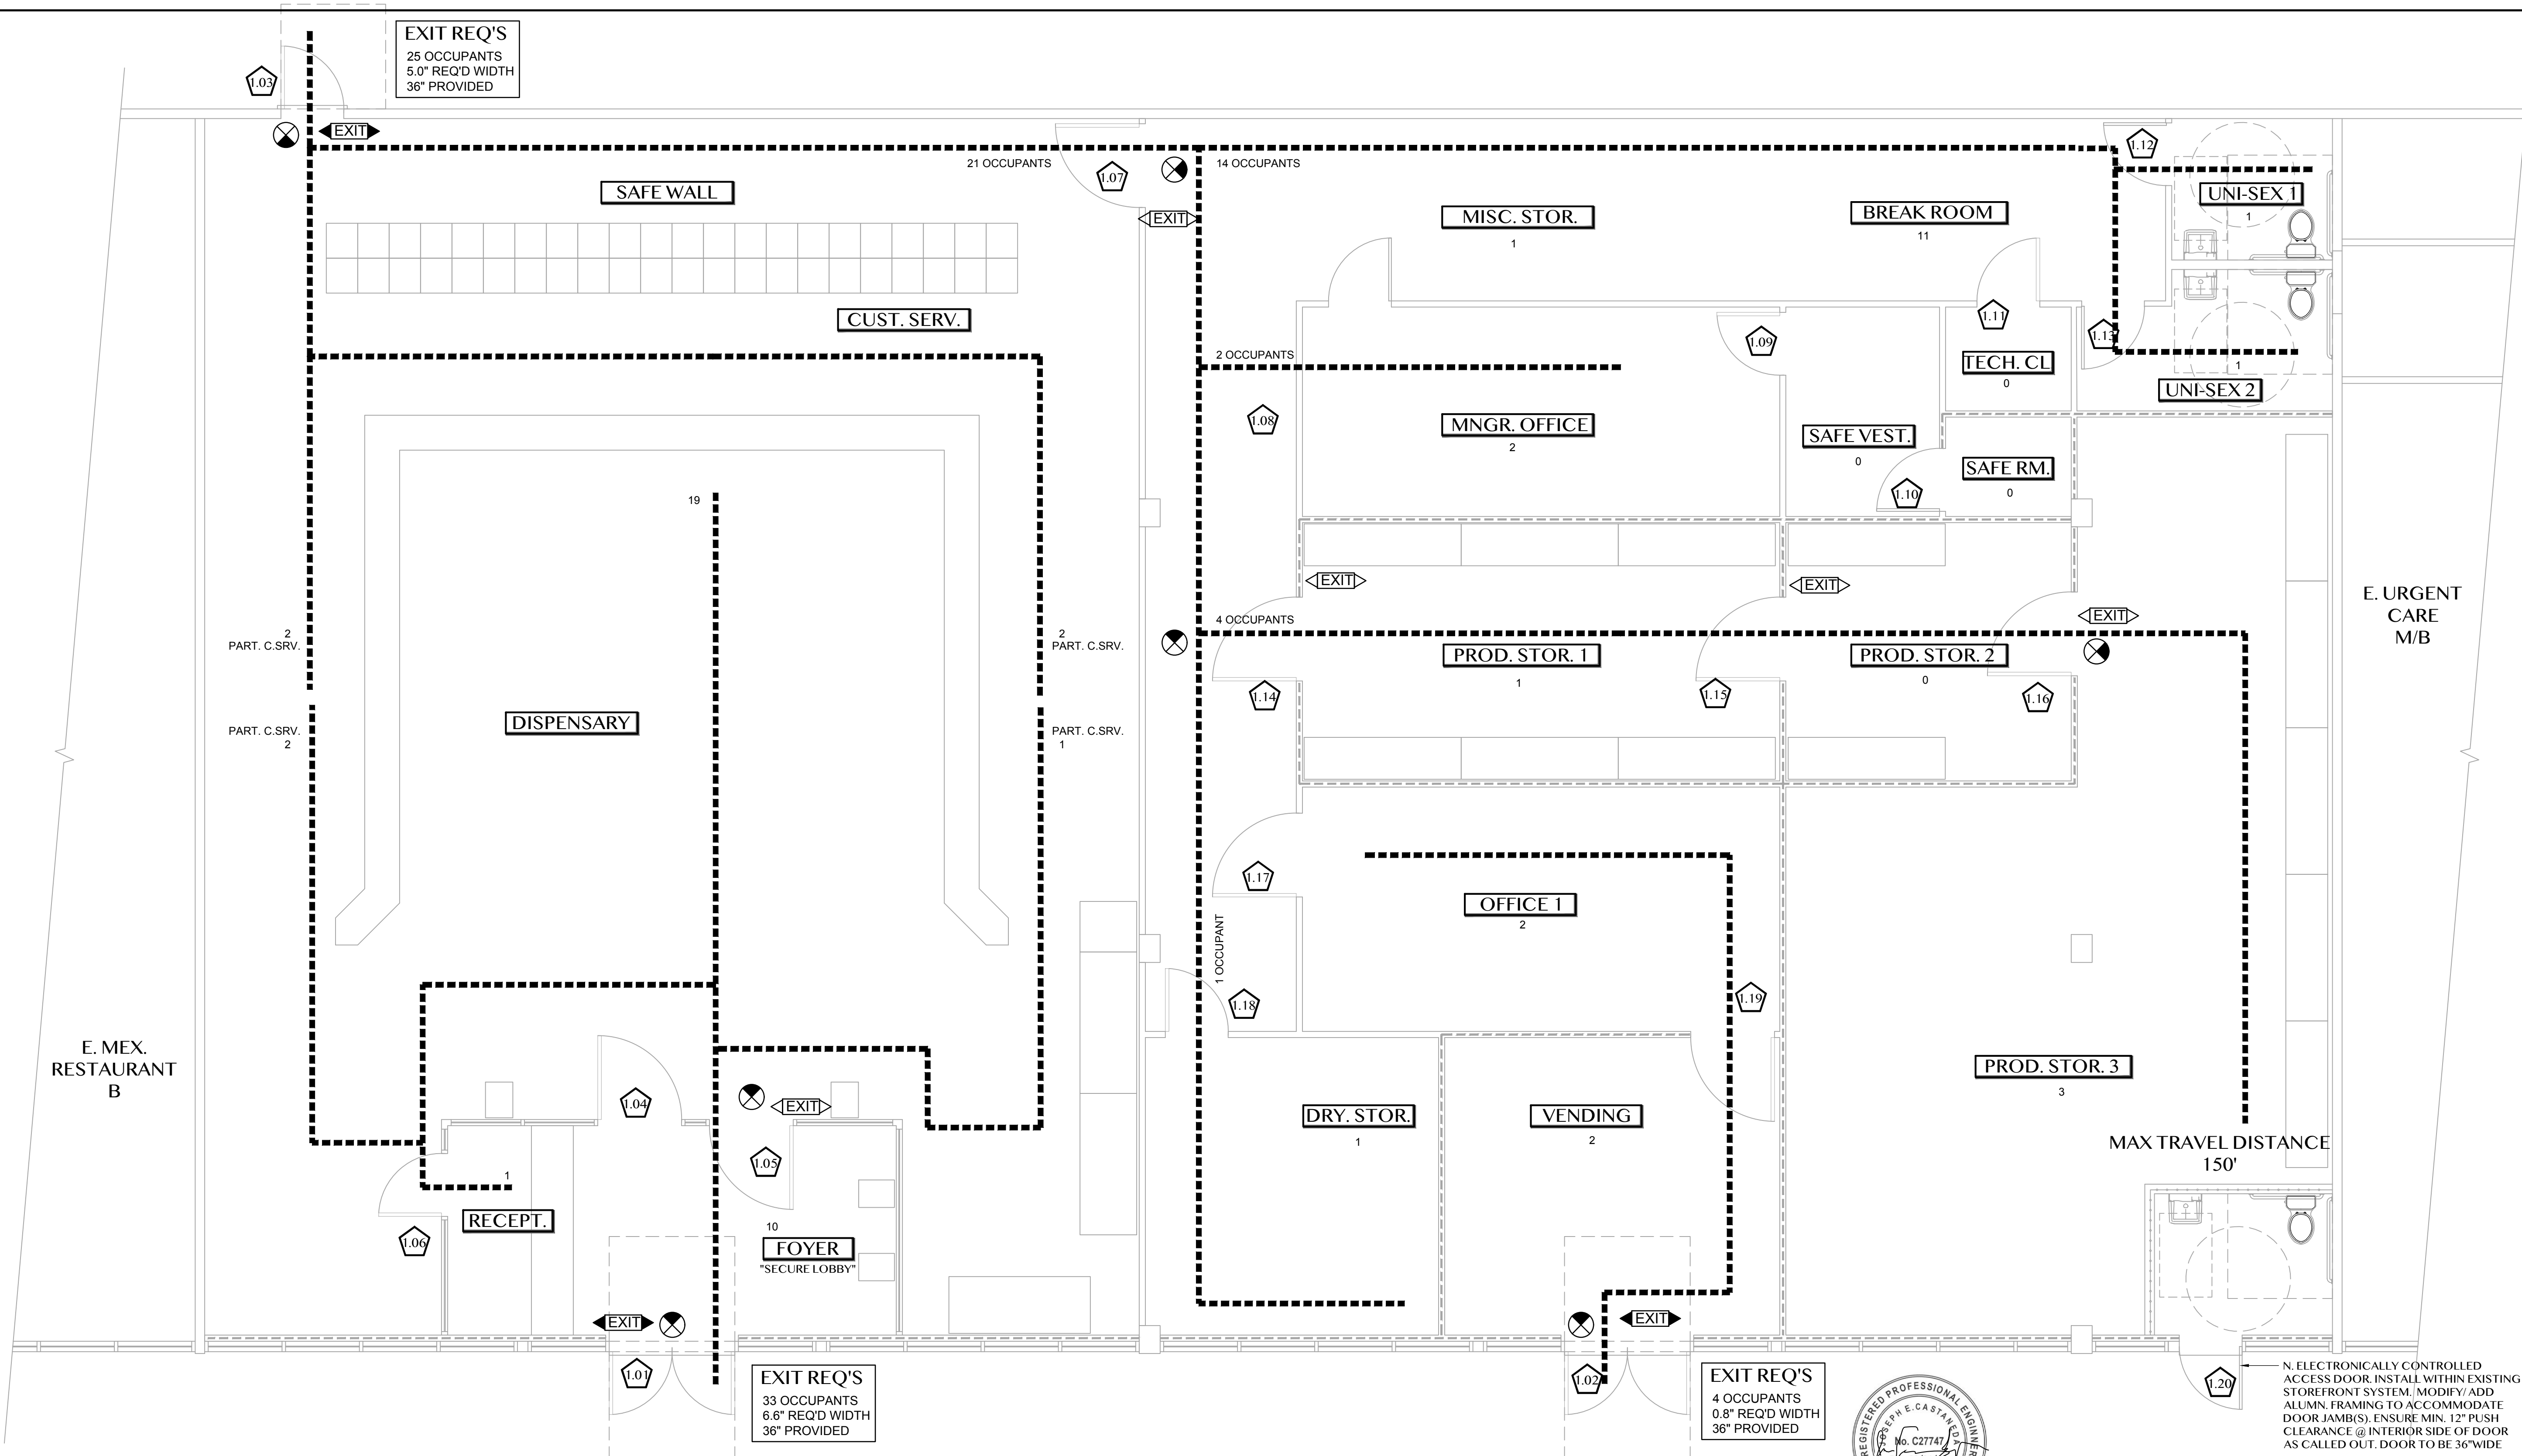 EXIT REQ'S
25 OCCUPANTS
5.0" REQ'D WIDTH
36" PROVIDED
1.03
EXIT
21 OCCUPANTS
1.07
14 OCCUPANTS
1.12
SAFE WALL
EXIT
MISC. STOR.
1
BREAK ROOM
11
UNI-SEX 1
1
CUST. SERV.
1.11
1.09
1.13
2 OCCUPANTS
TECH. CL
0
1
UNI-SEX 2
1.08
MNGR. OFFICE
2
SAFE VEST.
0
SAFE RM.
0
1.10
19
EXIT
EXIT
EXIT
E. URGENT
CARE
M/B
4 OCCUPANTS
2
PART. C.SRV.
2
PART. C.SRV.
PROD. STOR. 1
1
PROD. STOR. 2
0
1.14
1.15
1.16
DISPENSARY
PART. C.SRV.
2
PART. C.SRV.
1
1.17
OFFICE 1
2
1 OCCUPANT
1.18
1.19
E. MEX.
RESTAURANT
B
PROD. STOR. 3
3
1.04
EXIT
DRY. STOR.
1
VENDING
2
MAX TRAVEL DISTANCE
150'
1.05
1
RECEPT.
1.06
10
FOYER
"SECURE LOBBY"
EXIT
EXIT
1.01
EXIT REQ'S
33 OCCUPANTS
6.6" REQ'D WIDTH
36" PROVIDED
1.02
EXIT REQ'S
4 OCCUPANTS
0.8" REQ'D WIDTH
36" PROVIDED
REGISTERED PROFESSIONAL ENGINEER
JOSEPH E. CASTANEDA
No. C27747
1.20
N. ELECTRONICALLY CONTROLLED
ACCESS DOOR. INSTALL WITHIN EXISTING
STOREFRONT SYSTEM. MODIFY/ ADD
ALUMN. FRAMING TO ACCOMMODATE
DOOR JAMB(S). ENSURE MIN. 12" PUSH
CLEARANCE @ INTERIOR SIDE OF DOOR
AS CALLED OUT. DOOR TO BE 36"WIDE